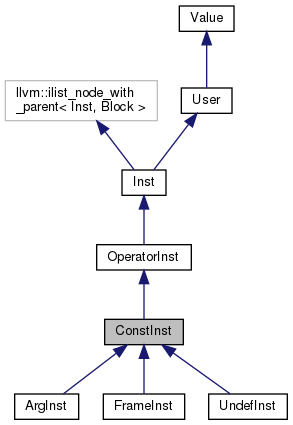 Value
llvm::ilist_node_with
_parent< Inst, Block >
User
Inst
OperatorInst
ConstInst
ArgInst
FrameInst
UndefInst